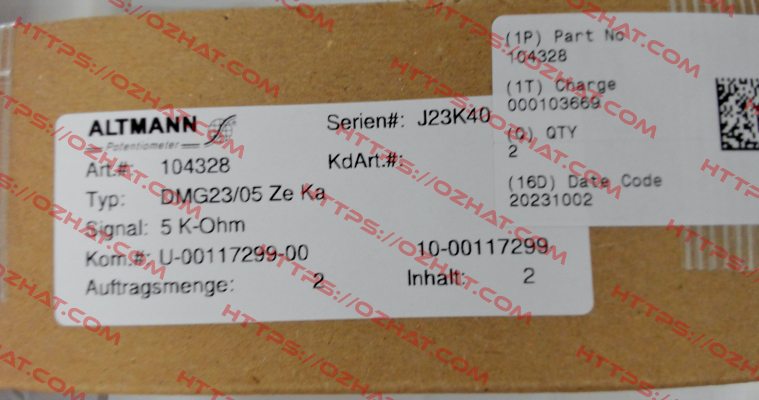 ALTMANN
Potentiometer
Serien#: J23K40
Art.#: 104328
KdArt.#:
Typ: DMG23/05 Ze Ka
Signal: 5 K-Ohm
Kom.#: U-00117299-00 10-00117299
Auftragsmenge: 2 Inhalt: 2
(1P) Part No
104328
(1T) Charge
000103669
(Q) QTY
2
(16D) Date Code
20231002
HTTPS://OZHAT.COM